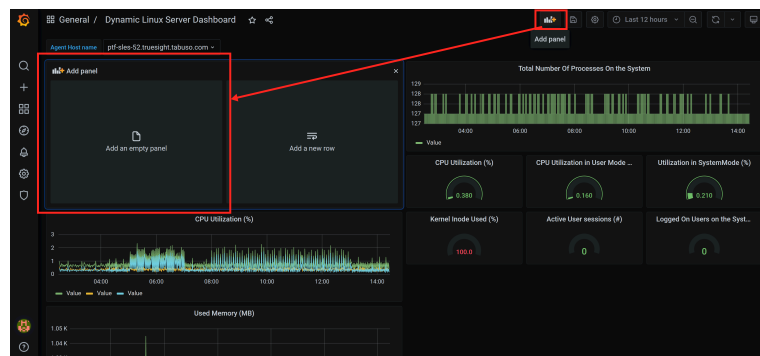 General / Dynamic Linux Server Dashboard
Last 12 hours
Add panel
Agent Host name ptf-sles-52.truesight.tabuso.com
Add panel
Add an empty panel
Add a new row
Total Number Of Processes On the System
129
128
128
127
127
04:00 06:00 08:00 10:00 12:00 14:00
Value
CPU Utilization (%)
0.380
CPU Utilization in User Mode ...
0.160
Utilization in SystemMode (%)
0.210
CPU Utilization (%)
3
2
1
0
04:00 06:00 08:00 10:00 12:00 14:00
Value Value Value
Kernel Inode Used (%)
100.0
Active User sessions (#)
0
Logged On Users on the Syst...
0
Used Memory (MB)
1.05 K
1.04 K